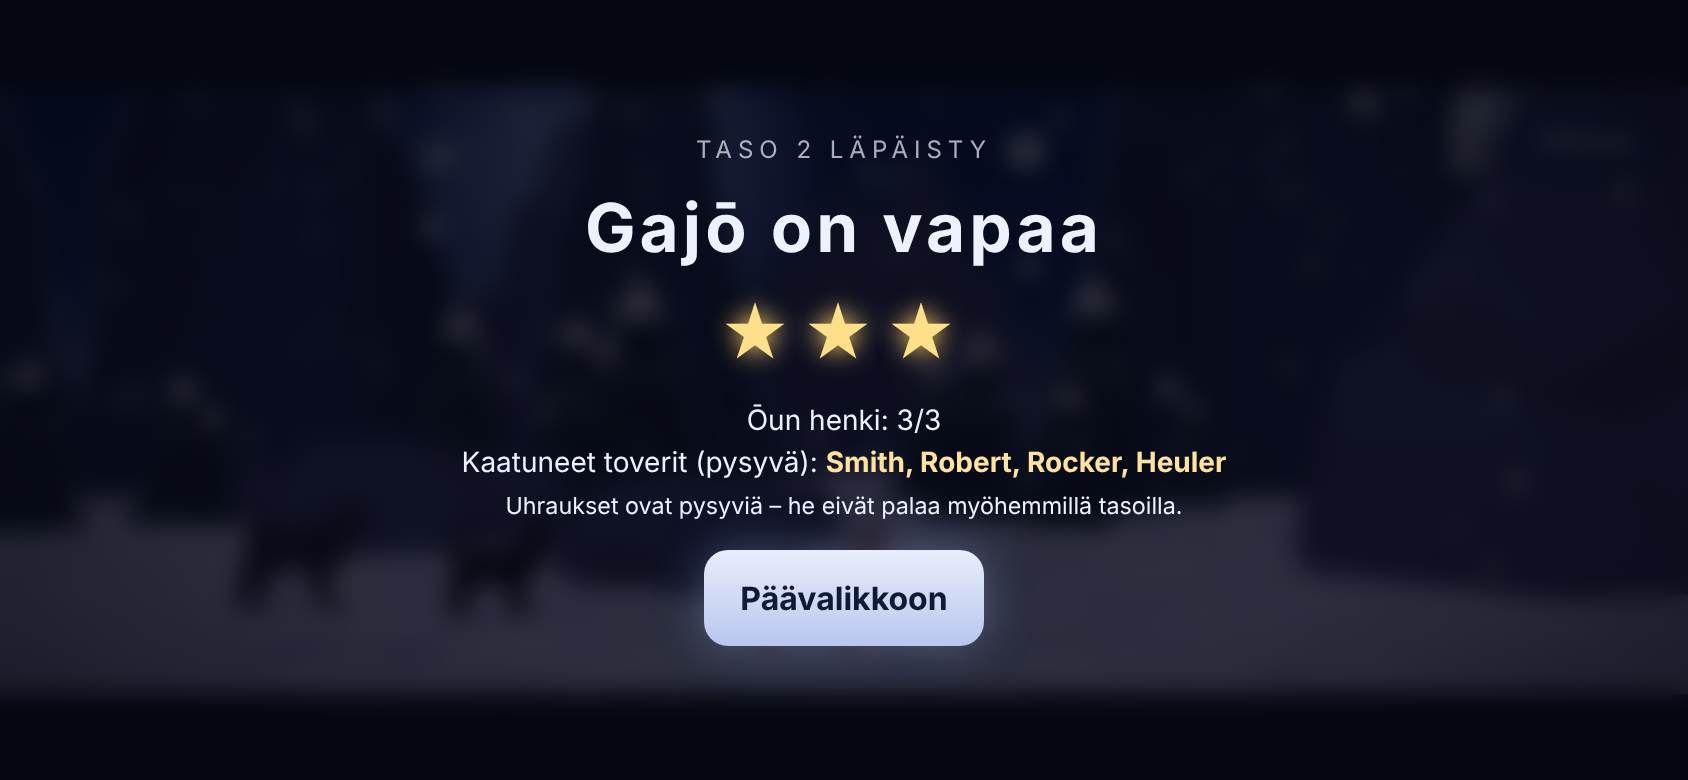 TASO 2 LÄPÄISTY
Gajō on vapaa
★ ★ ★
Ōun henki: 3/3
Kaatuneet toverit (pysyvä): Smith, Robert, Rocker, Heuler
Uhraukset ovat pysyviä – he eivät palaa myöhemmillä tasoilla.
Päävalikkoon